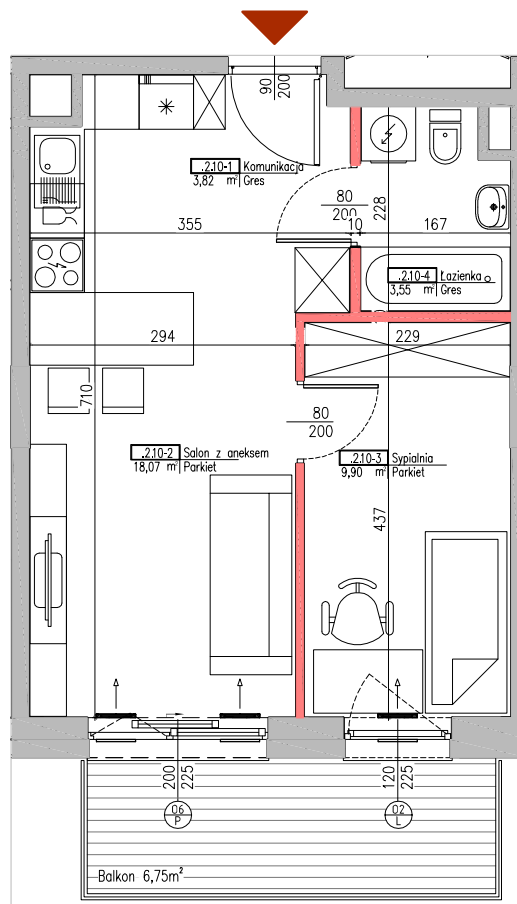 90
200
.2.10-1 Komunikacja
3,82 m² Gres
80
200
10
228
355
167
.2.10-4 Łazienka
3,55 m² Gres
294
229
710
80
200
.2.10-2 Salon z aneksem
18,07 m² Parkiet
.2.10-3 Sypialnia
9,90 m² Parkiet
437
200
225
120
225
06
P
02
L
Balkon 6,75m²